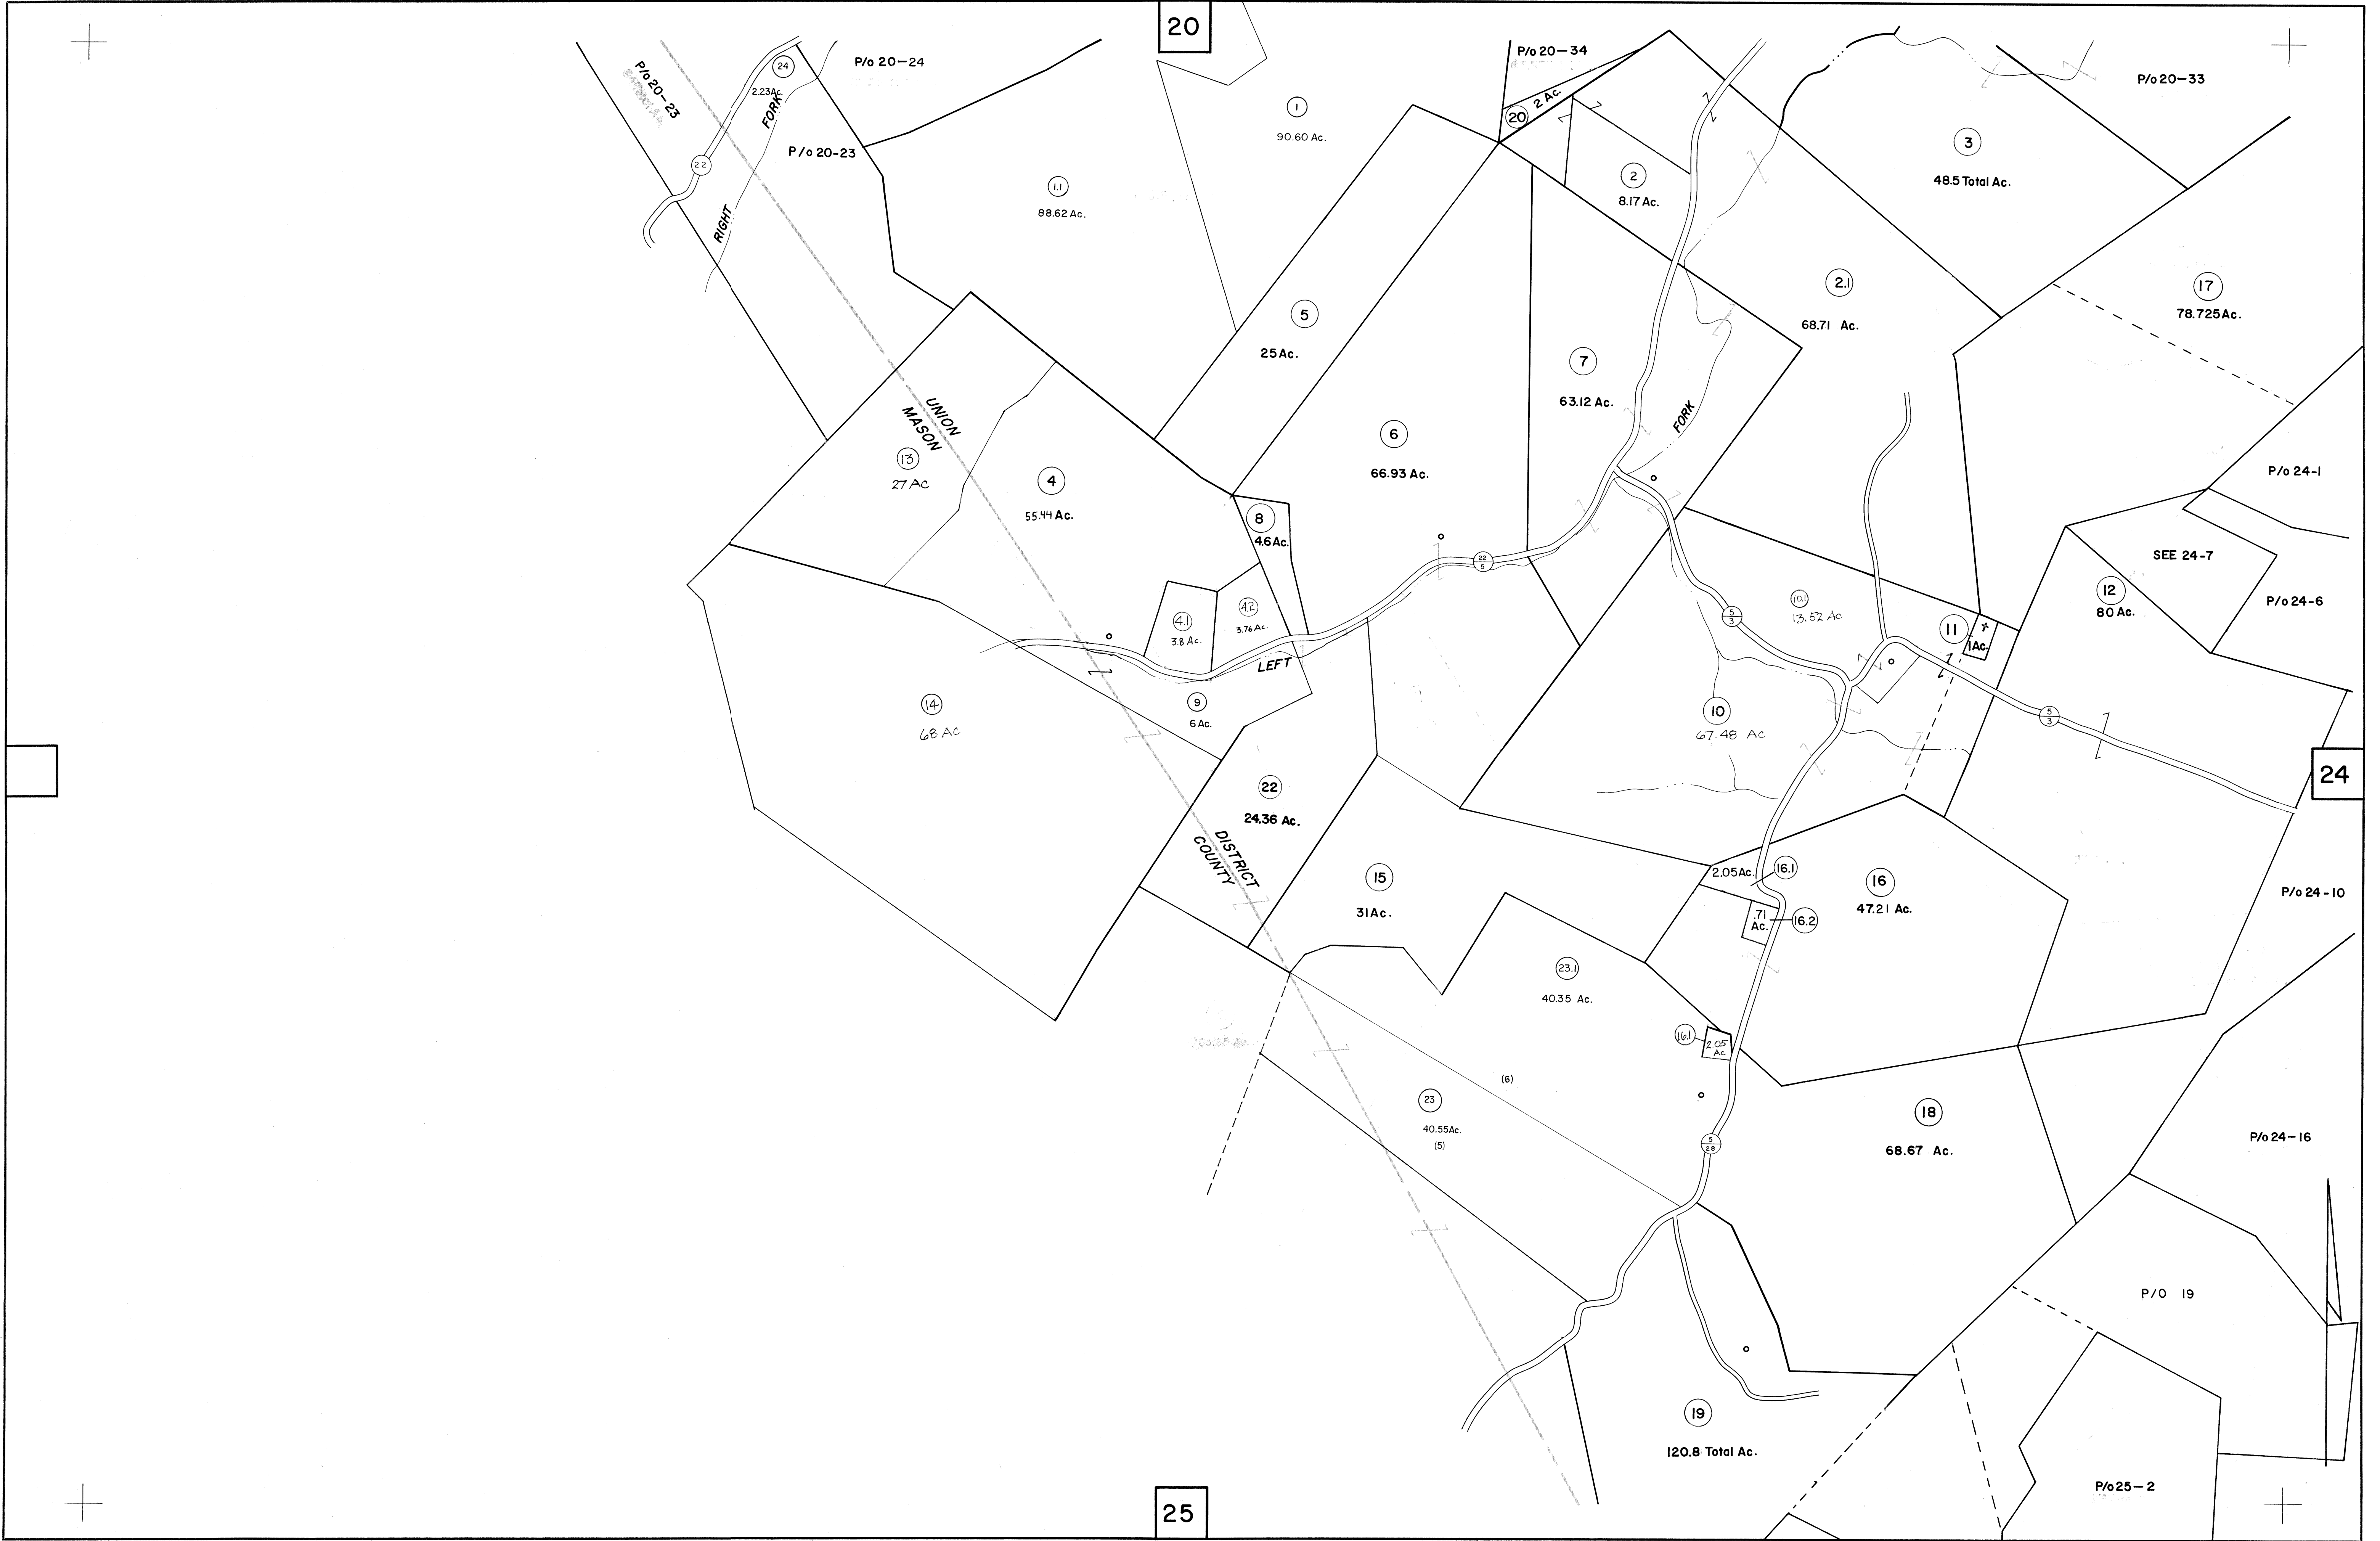 20
P/o 20-23
24
2.23Ac.
P/o 20-24
FORK
P/o 20-23
22
RIGHT
1
90.60 Ac.
1.1
88.62 Ac.
P/o 20-34
2 Ac.
20
2
8.17 Ac.
3
48.5 Total Ac.
P/o 20-33
17
78.725 Ac.
2.1
68.71 Ac.
5
25 Ac.
7
63.12 Ac.
FORK
6
66.93 Ac.
UNION
MASON
13
27 AC
4
55.44 Ac.
8
4.6 Ac.
22
5
P/o 24-1
SEE 24-7
12
80 Ac.
P/o 24-6
4.1
3.8 Ac.
4.2
3.76 Ac.
LEFT
5
3
10.1
13.52 Ac
11
1Ac.
14
68 AC
9
6 Ac.
10
67.48 AC
5
3
24
22
24.36 Ac.
DISTRICT
COUNTY
15
31 Ac.
2.05 Ac.
16.1
.71
Ac.
16.2
16
47.21 Ac.
P/o 24-10
23.1
40.35 Ac.
16.1
2.05
AC
(6)
23
40.55Ac.
(5)
18
68.67 Ac.
5
28
P/o 24-16
P/O 19
19
120.8 Total Ac.
P/o 25-2
25